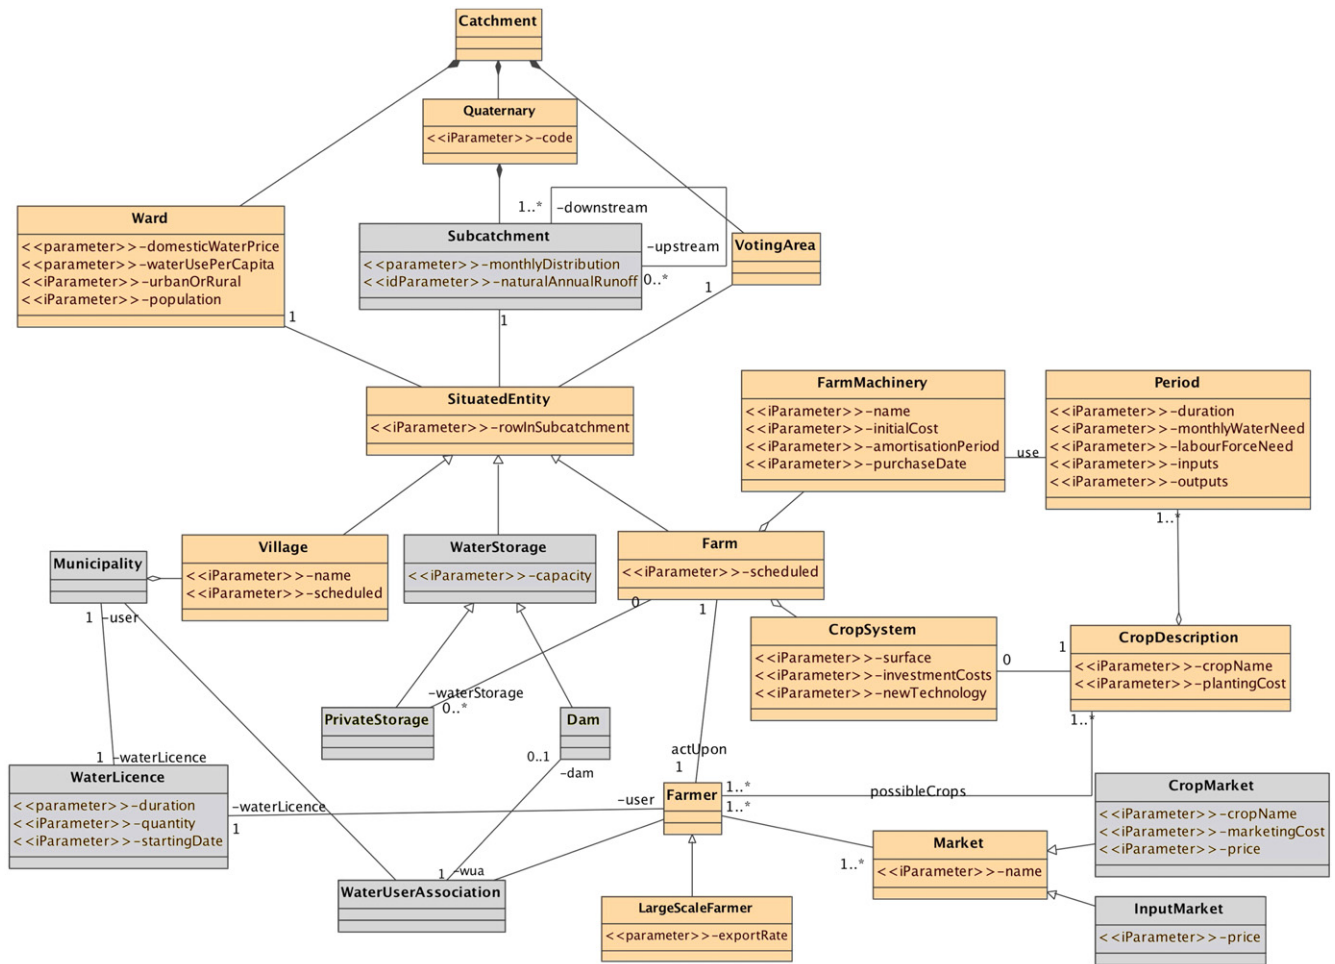 Catchment
Quaternary
<<iParameter>>-code
Ward
<<parameter>>-domesticWaterPrice
<<parameter>>-waterUsePerCapita
<<iParameter>>-urbanOrRural
<<iParameter>>-population
1
1..*
-downstream
Subcatchment
<<parameter>>-monthlyDistribution
<<idParameter>>-naturalAnnualRunoff
-upstream
0..*
VotingArea
1
1
SituatedEntity
<<iParameter>>-rowInSubcatchment
FarmMachinery
<<iParameter>>-name
<<iParameter>>-initialCost
<<iParameter>>-amortisationPeriod
<<iParameter>>-purchaseDate
use
Period
<<iParameter>>-duration
<<iParameter>>-monthlyWaterNeed
<<iParameter>>-labourForceNeed
<<iParameter>>-inputs
<<iParameter>>-outputs
1..*
Municipality
1
-user
Village
<<iParameter>>-name
<<iParameter>>-scheduled
WaterStorage
<<iParameter>>-capacity
Farm
<<iParameter>>-scheduled
0
1
CropSystem
<<iParameter>>-surface
<<iParameter>>-investmentCosts
<<iParameter>>-newTechnology
0
1
CropDescription
<<iParameter>>-cropName
<<iParameter>>-plantingCost
1..*
-waterStorage
0..*
PrivateStorage
Dam
0..1
-dam
actUpon
1
1 -waterLicence
WaterLicence
<<parameter>>-duration
<<iParameter>>-quantity
<<iParameter>>-startingDate
-waterLicence
1
-user
Farmer
1..*
1..*
possibleCrops
CropMarket
<<iParameter>>-cropName
<<iParameter>>-marketingCost
<<iParameter>>-price
Market
<<iParameter>>-name
1..*
1 -wua
WaterUserAssociation
LargeScaleFarmer
<<parameter>>-exportRate
InputMarket
<<iParameter>>-price